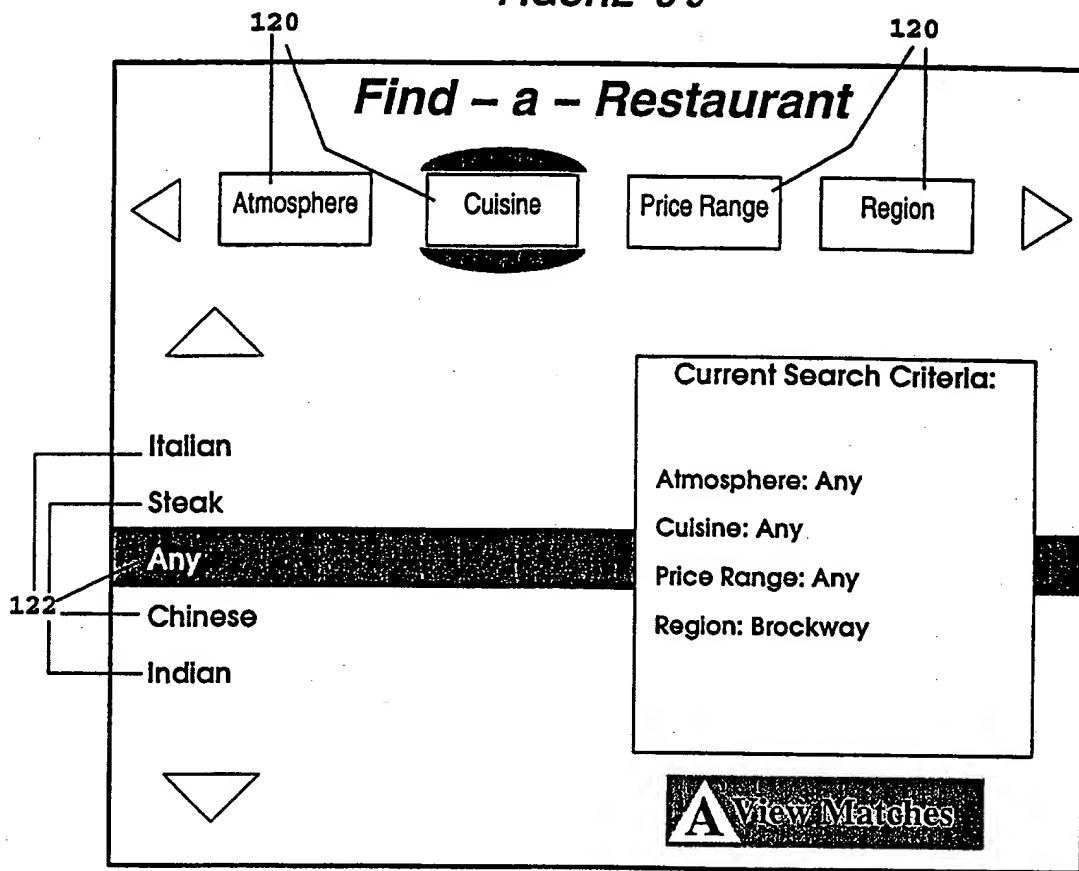 120
120
Find – a – Restaurant
Atmosphere
Cuisine
Price Range
Region
Current Search Criteria:
Italian
Atmosphere: Any
Steak
Cuisine: Any
Any
Price Range: Any
122
Chinese
Region: Brockway
Indian
A View Matches